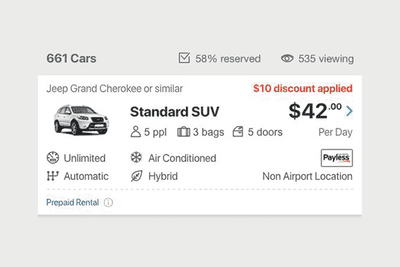 661 Cars 58% reserved 535 viewing
Jeep Grand Cherokee or similar $10 discount applied
Standard SUV $42.00
5 ppl 3 bags 5 doors Per Day
Unlimited Air Conditioned Payless
Automatic Hybrid Non Airport Location
Prepaid Rental